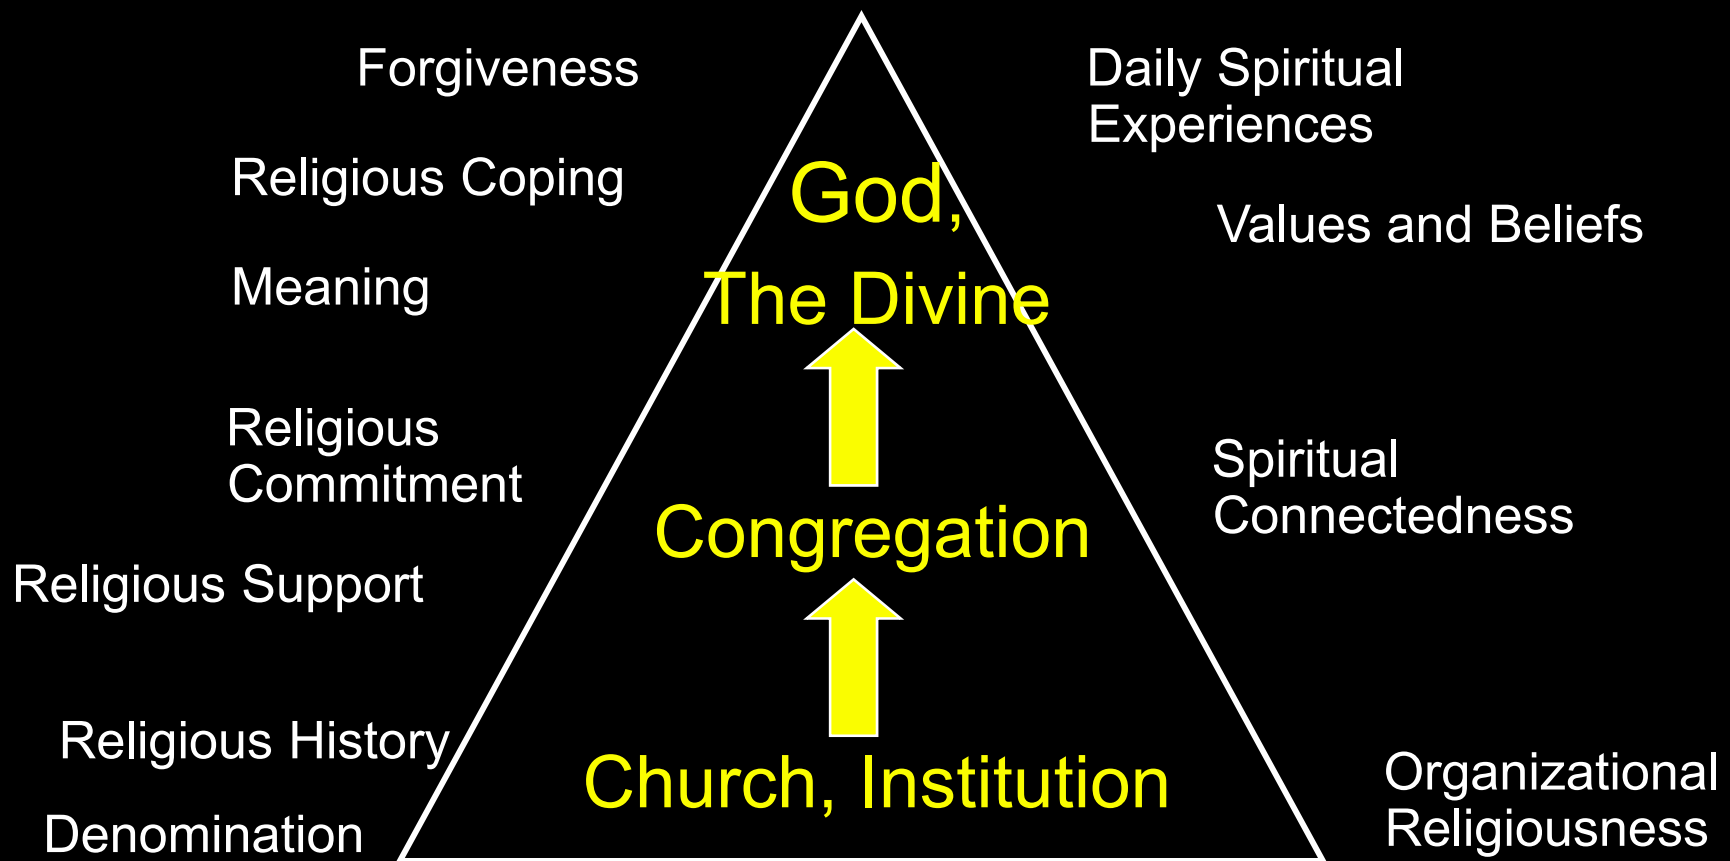 Forgiveness
Religious Coping
Meaning
Religious
Commitment
Religious Support
Religious History
Denomination
God,
The Divine
Congregation
Church, Institution
Daily Spiritual
Experiences
Values and Beliefs
Spiritual
Connectedness
Organizational
Religiousness